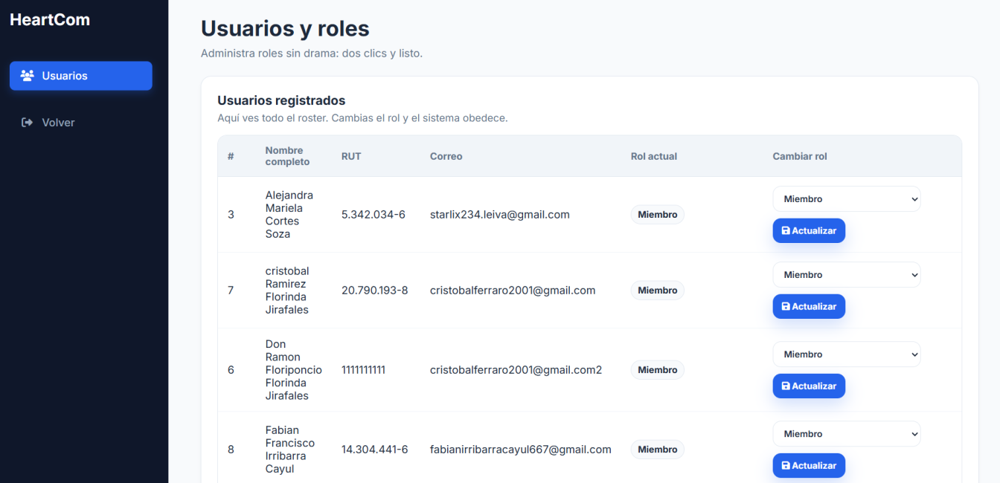 HeartCom
Usuarios
Volver
Usuarios y roles
Administra roles sin drama: dos clics y listo.
Usuarios registrados
Aquí ves todo el roster. Cambias el rol y el sistema obedece.
# Nombre completo RUT Correo Rol actual Cambiar rol
3 Alejandra Mariela Cortes Soza 5.342.034-6 starlix234.leiva@gmail.com Miembro Miembro
Actualizar
7 cristobal Ramirez Florinda Jirafales 20.790.193-8 cristobalferraro2001@gmail.com Miembro Miembro
Actualizar
6 Don Ramon Floriponcio Florinda Jirafales 1111111111 cristobalferraro2001@gmail.com2 Miembro Miembro
Actualizar
8 Fabian Francisco Irribarra Cayul 14.304.441-6 fabianirribarracayul667@gmail.com Miembro Miembro
Actualizar